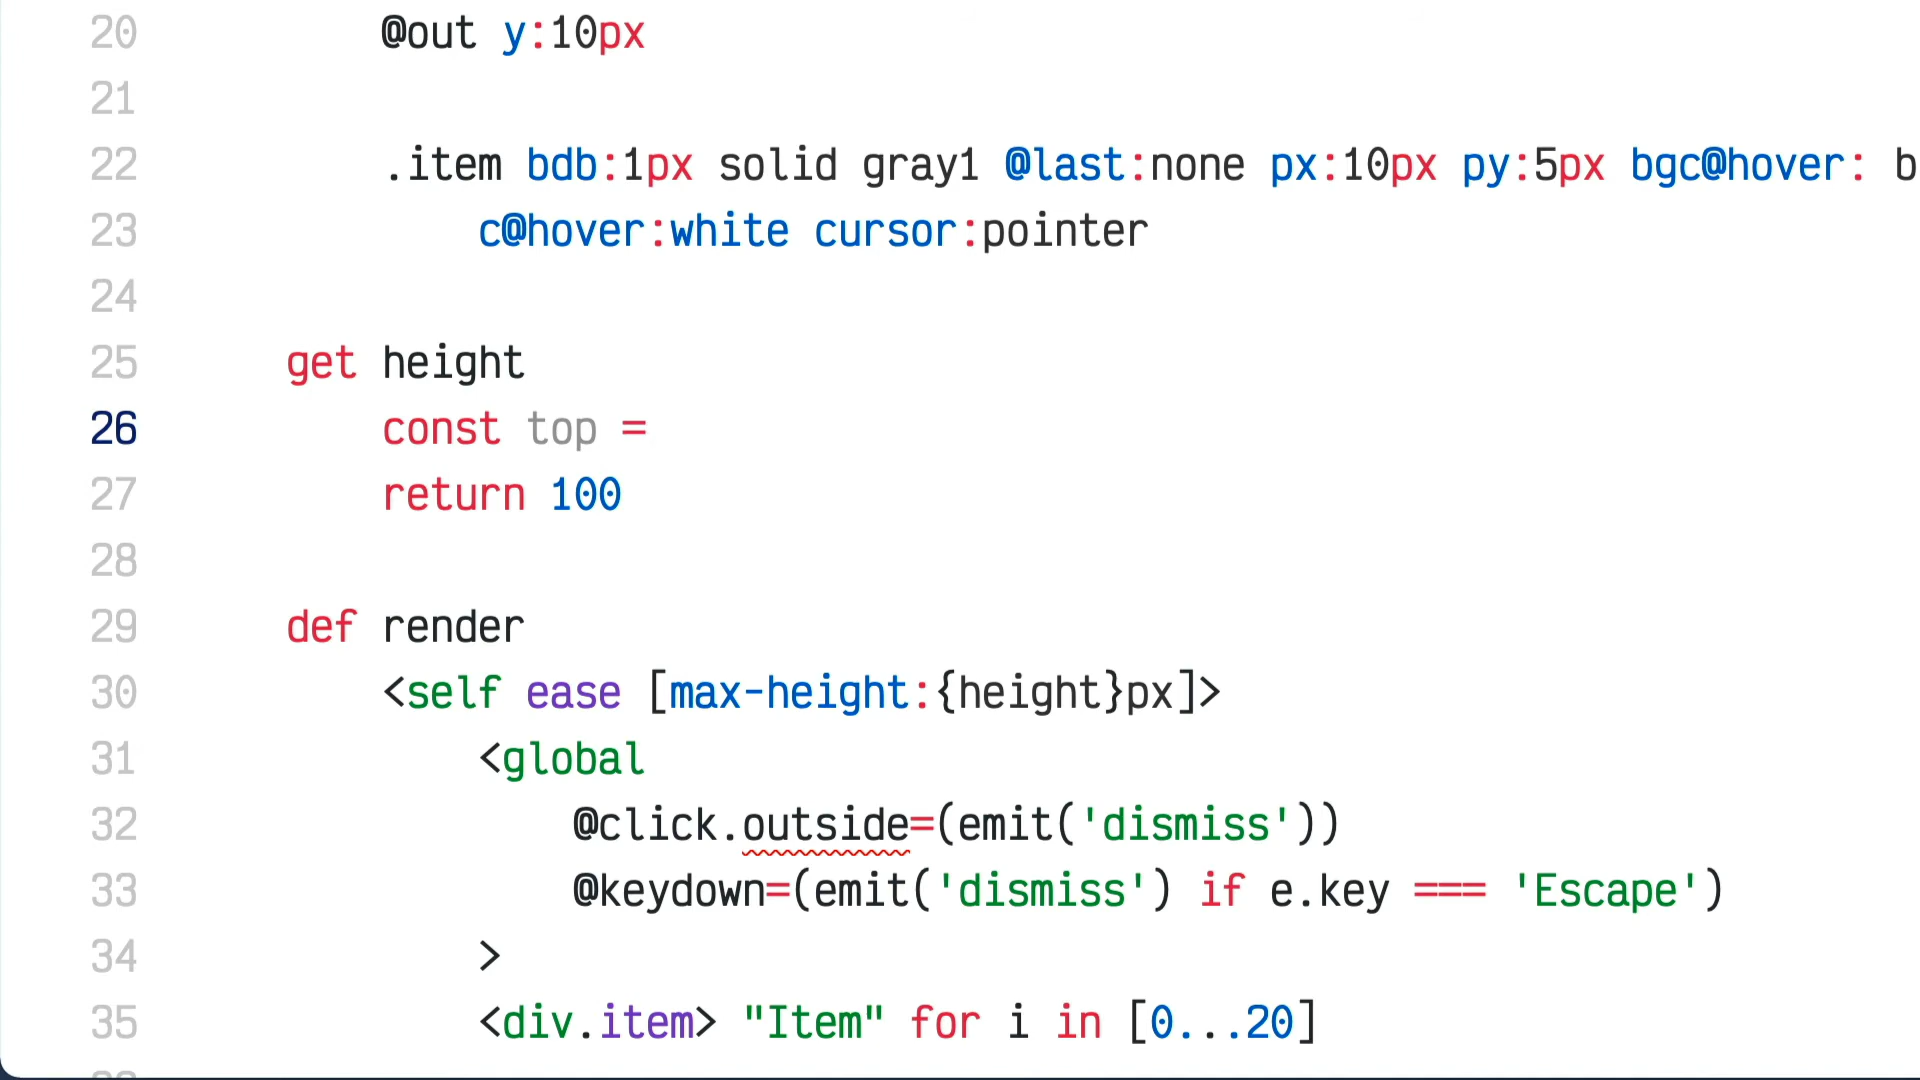 20 @out y:10px
21
22 .item bdb:1px solid gray1 @last:none px:10px py:5px bgc@hover: b
23 c@hover:white cursor:pointer
24
25 get height
26 const top =
27 return 100
28
29 def render
30 <self ease [max-height:{height}px]>
31 <global
32 @click.outside=(emit('dismiss'))
33 @keydown=(emit('dismiss') if e.key === 'Escape')
34 >
35 <div.item> "Item" for i in [0...20]